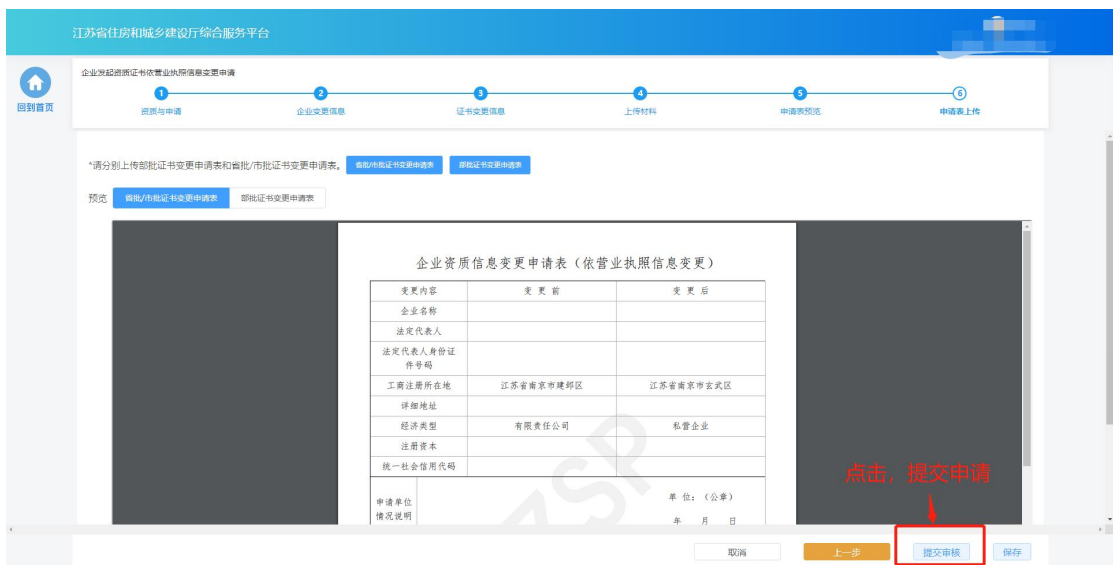 江苏省住房和城乡建设厅综合服务平台
回到首页
企业发起资质证书依营业执照信息变更申请
1 2 3 4 5 6
资质与申请 企业变更信息 证书变更信息 上传材料 申请表预览 申请表上传
*请分别上传部批证书变更申请表和省批/市批证书变更申请表。 省批/市批证书变更申请表 部批证书变更申请表
预览 省批/市批证书变更申请表 部批证书变更申请表
企业资质信息变更申请表（依营业执照信息变更）
变更内容 变 更 前 变 更 后
企业名称
法定代表人
法定代表人身份证
件号码
工商注册所在地 江苏省南京市建邺区 江苏省南京市玄武区
详细地址
经济类型 有限责任公司 私营企业
注册资本
统一社会信用代码
申请单位
情况说明
单 位：（公章）
年 月 日
ZSP
点击，提交申请
取消 上一步 提交审核 保存